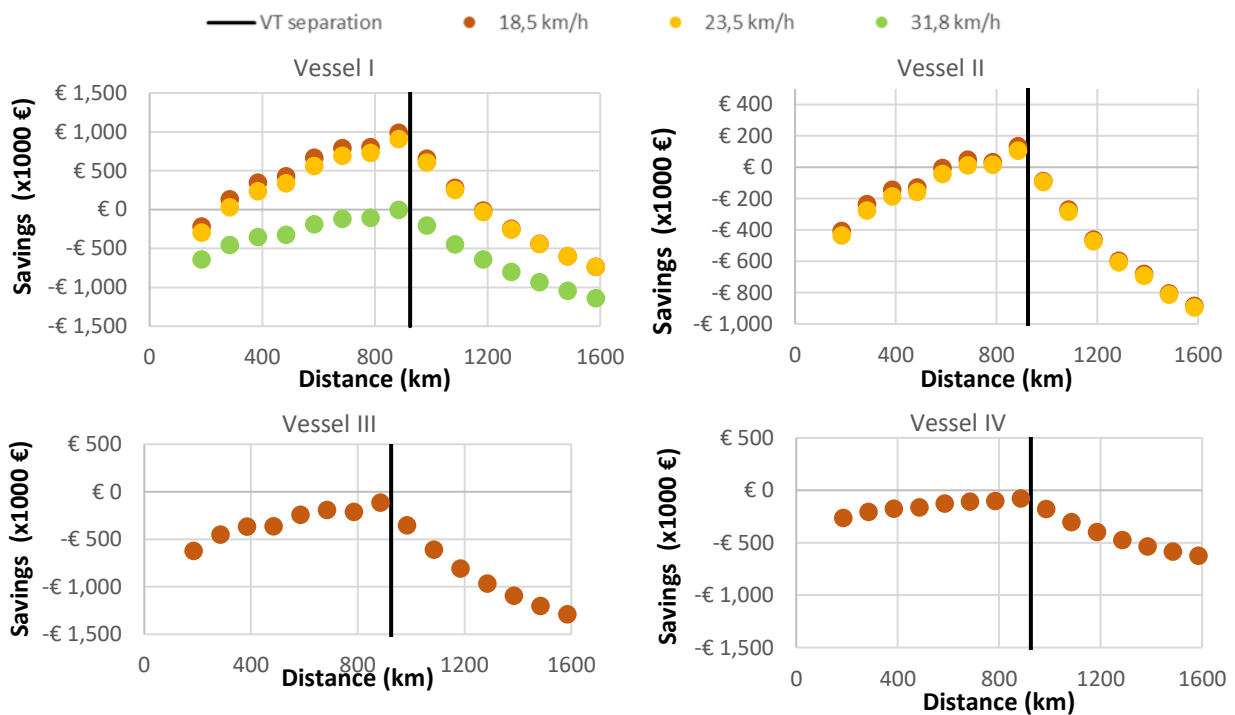 VT separation 18,5 km/h 23,5 km/h 31,8 km/h
Vessel I
Savings (x1000 €)
€ 1,500
€ 1,000
€ 500
€ 0
-€ 500
-€ 1,000
-€ 1,500
0 400 800 1200 1600
Distance (km)
Vessel II
Savings (x1000 €)
€ 400
€ 200
€ 0
-€ 200
-€ 400
-€ 600
-€ 800
-€ 1,000
0 400 800 1200 1600
Distance (km)
Vessel III
Savings (x1000 €)
€ 500
€ 0
-€ 500
-€ 1,000
-€ 1,500
0 400 800 1200 1600
Distance (km)
Vessel IV
Savings (x1000 €)
€ 500
€ 0
-€ 500
-€ 1,000
-€ 1,500
0 400 800 1200 1600
Distance (km)